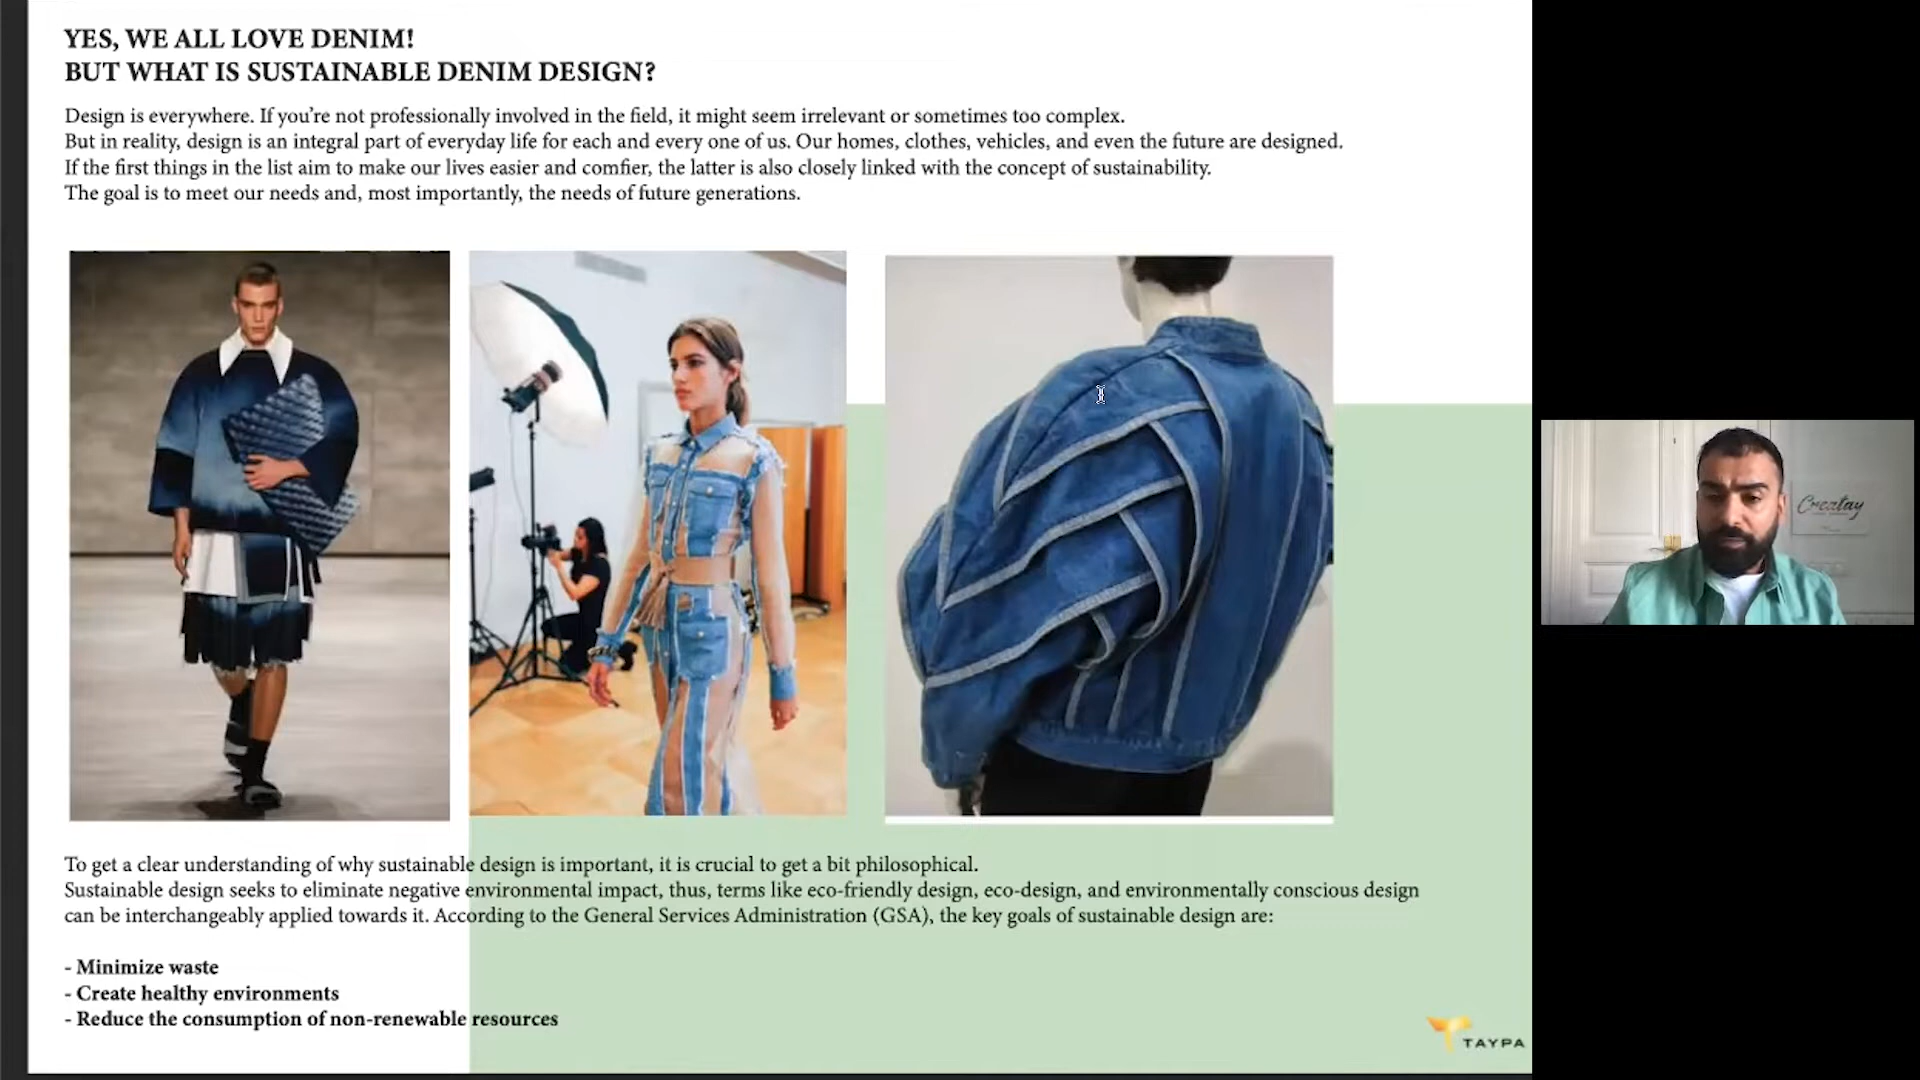 YES, WE ALL LOVE DENIM!
BUT WHAT IS SUSTAINABLE DENIM DESIGN?
Design is everywhere. If you’re not professionally involved in the field, it might seem irrelevant or sometimes too complex.
But in reality, design is an integral part of everyday life for each and every one of us. Our homes, clothes, vehicles, and even the future are designed.
If the first things in the list aim to make our lives easier and comfier, the latter is also closely linked with the concept of sustainability.
The goal is to meet our needs and, most importantly, the needs of future generations.
Creatay
To get a clear understanding of why sustainable design is important, it is crucial to get a bit philosophical.
Sustainable design seeks to eliminate negative environmental impact, thus, terms like eco-friendly design, eco-design, and environmentally conscious design
can be interchangeably applied towards it. According to the General Services Administration (GSA), the key goals of sustainable design are:
- Minimize waste
- Create healthy environments
- Reduce the consumption of non-renewable resources
TAYPA